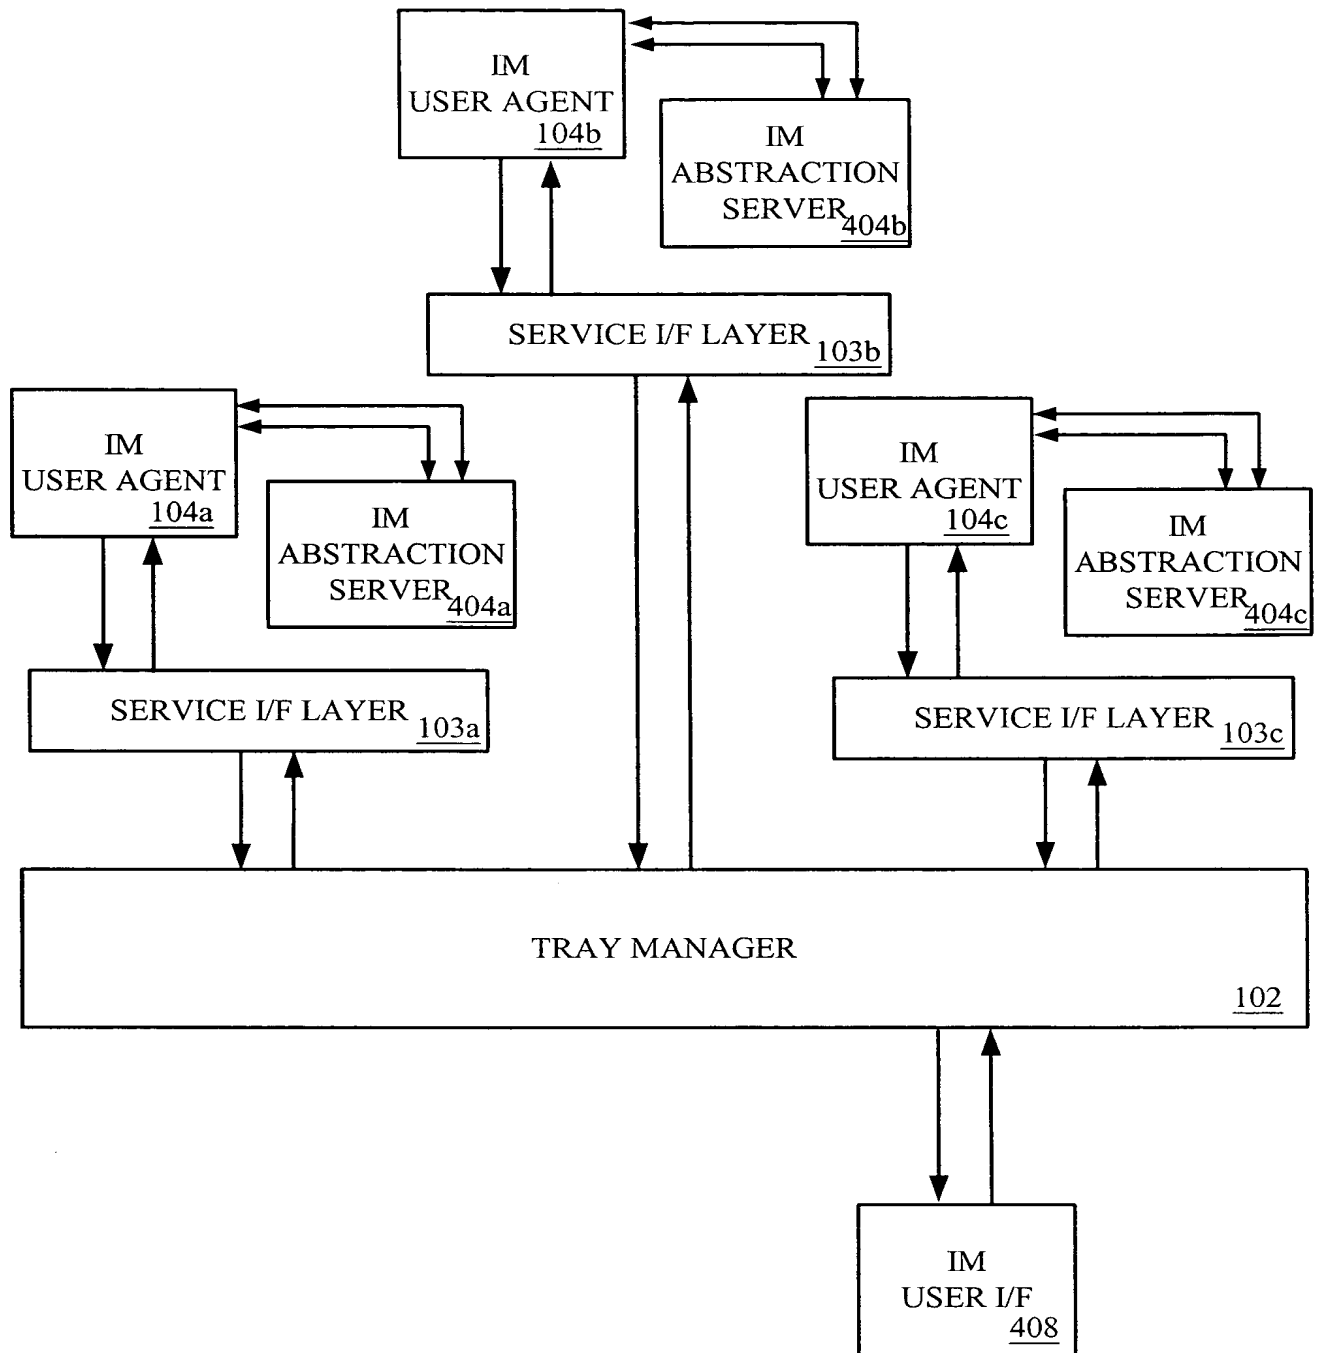 IM
USER AGENT
104b
IM
ABSTRACTION
SERVER
404b
SERVICE I/F LAYER
103b
IM
USER AGENT
104a
IM
ABSTRACTION
SERVER
404a
IM
USER AGENT
104c
IM
ABSTRACTION
SERVER
404c
SERVICE I/F LAYER
103a
SERVICE I/F LAYER
103c
TRAY MANAGER
102
IM
USER I/F
408